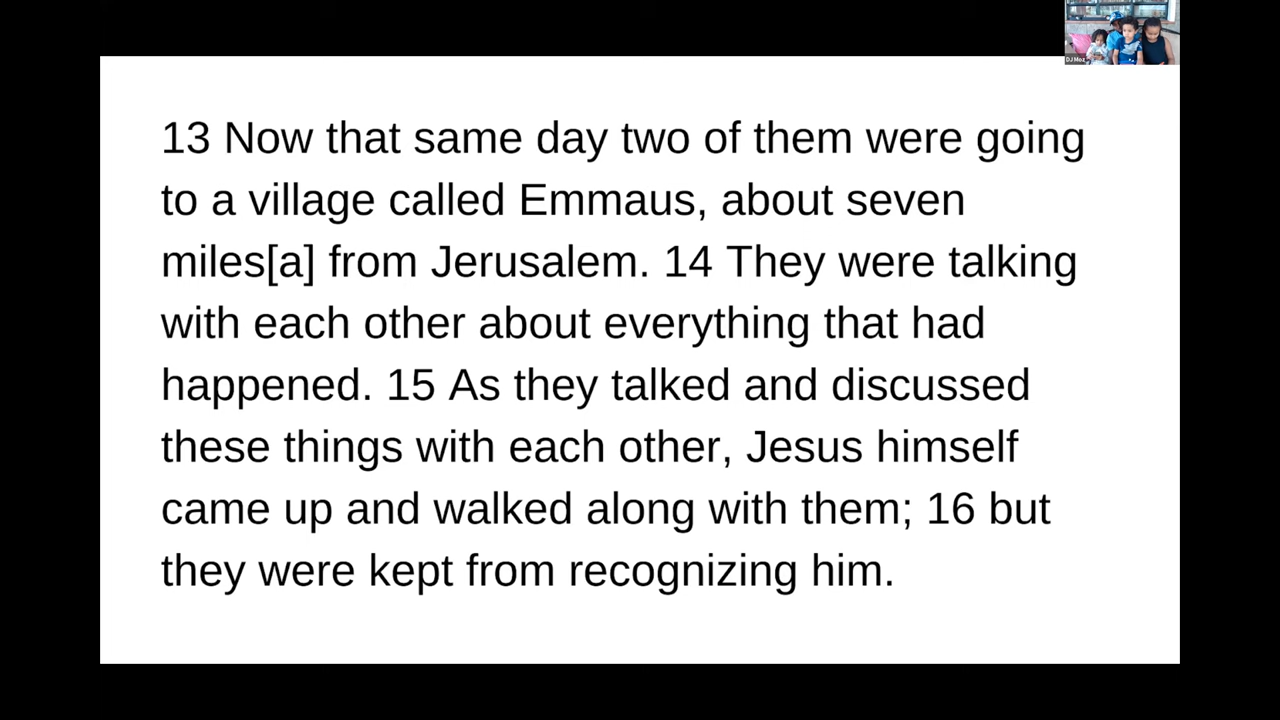 13 Now that same day two of them were going
to a village called Emmaus, about seven
miles[a] from Jerusalem. 14 They were talking
with each other about everything that had
happened. 15 As they talked and discussed
these things with each other, Jesus himself
came up and walked along with them; 16 but
they were kept from recognizing him.
DJ Moz